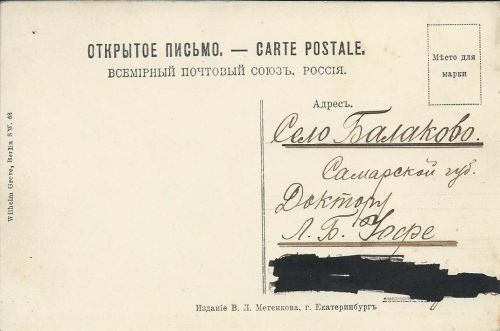 ОТКРЫТОЕ ПИСЬМО. — CARTE POSTALE.
ВСЕМІРНЫЙ ПОЧТОВЫЙ СОЮЗЪ. РОССІЯ.
Мѣсто для
марки
Адресъ.
Село Балаково.
Самарской губ.
Доктору
Л. Б. Іоффе
Wilhelm Greve, Berlin SW. 68
Изданіе В. Л. Метенкова, г. Екатеринбургъ